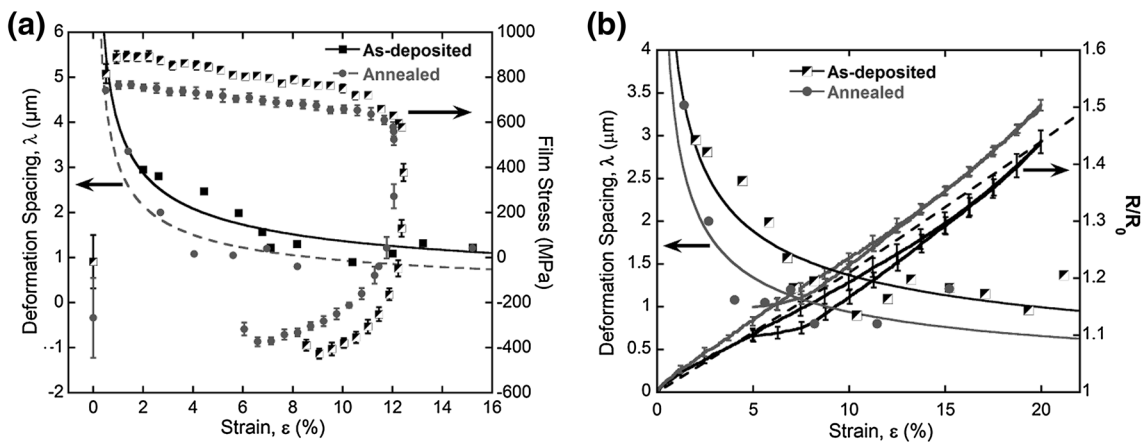 (a)
6
5
4
3
2
1
0
-1
-2
Deformation Spacing, λ (μm)
As-deposited
Annealed
1000
800
600
400
200
0
-200
-400
-600
Film Stress (MPa)
0 2 4 6 8 10 12 14 16
Strain, ε (%)
(b)
4
3.5
3
2.5
2
1.5
1
0.5
0
Deformation Spacing, λ (μm)
As-deposited
Annealed
1.6
1.5
1.4
1.3
1.2
1.1
1
R/R0
0 5 10 15 20
Strain, ε (%)